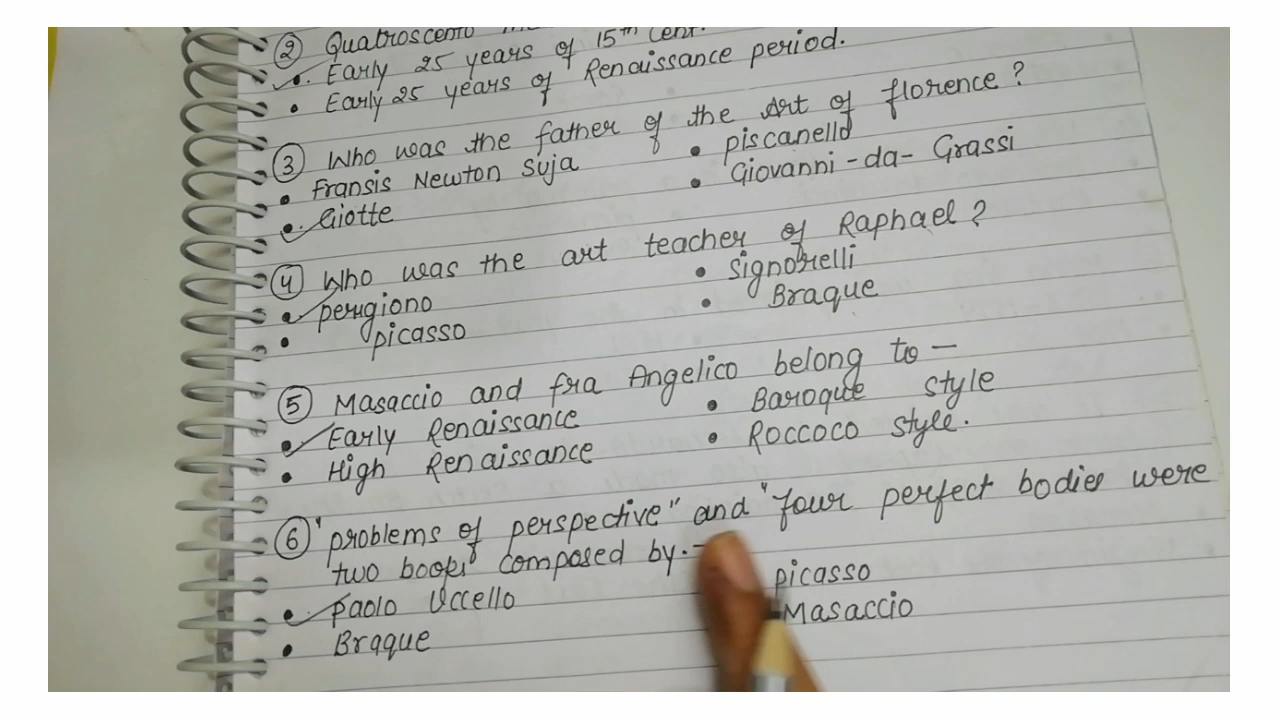 ② Quatroscento
• Early 25 years of 15th cent.
• Early 25 years of Renaissance period.
③ Who was the father of the Art of florence?
• Fransis Newton Suja • piscanello
• Giotte • Giovanni-da-Grassi
④ Who was the art teacher of Raphael?
• perugiono • Signorelli
• picasso • Braque
⑤ Masaccio and fra Angelico belong to —
• Early Renaissance • Baroque style
• High Renaissance • Roccoco style.
⑥ "problems of perspective" and "four perfect bodies were
two books composed by.-
• Paolo Uccello picasso
• Braque Masaccio